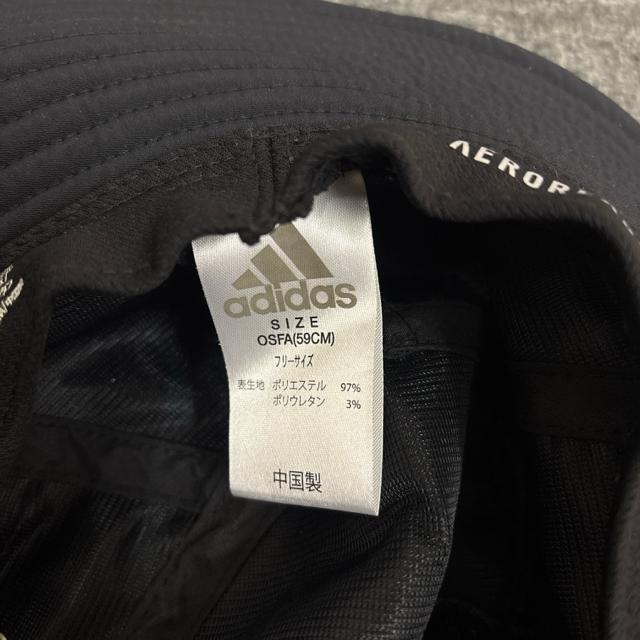 adidas
SIZE
OSFA(59CM)
フリーサイズ
表生地 ポリエステル 97%
ポリウレタン 3%
中国製